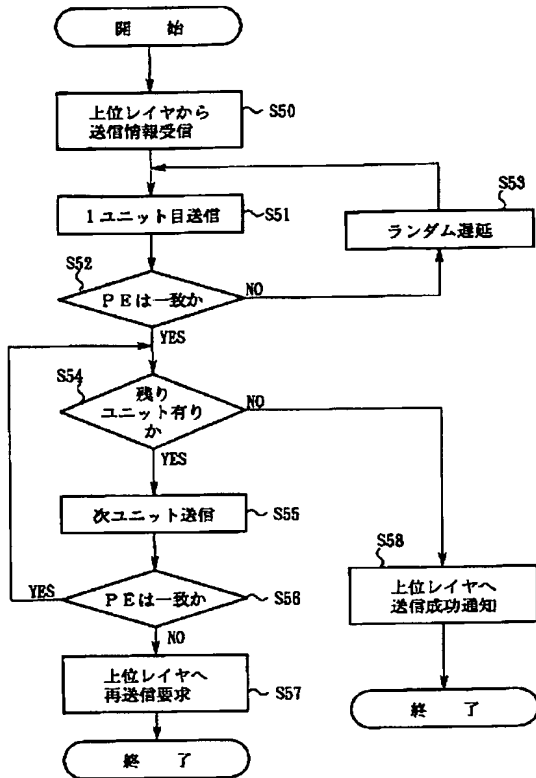 開 始
上位レイヤから
送信情報受信
S50
S53
1ユニット目送信
S51
ランダム遅延
S52
PEは一致か
NO
YES
S54
残り
ユニット有り
か
NO
YES
次ユニット送信
S55
S58
YES
PEは一致か
S56
上位レイヤへ
送信成功通知
NO
上位レイヤへ
再送信要求
S57
終 了
終 了